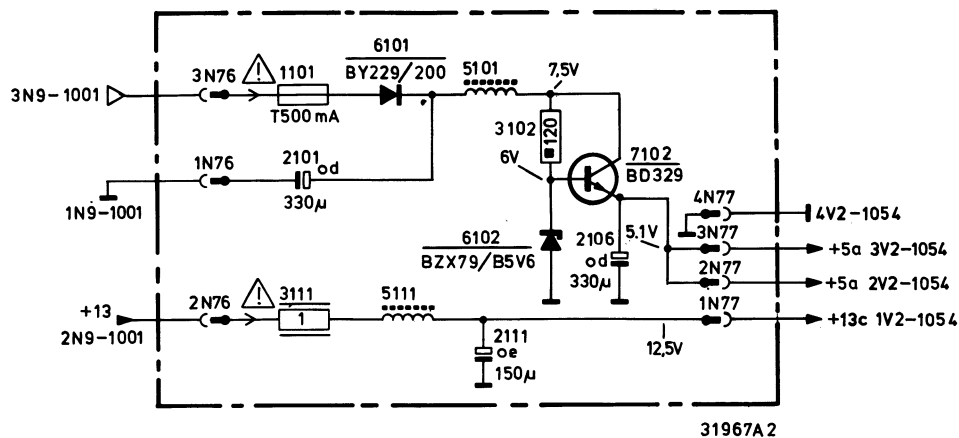 3N9-1001
3N76
1101
T500mA
6101
BY229/200
5101
7,5V
3102
120
6V
7102
BD329
1N76
2101
od
330μ
1N9-1001
6102
BZX79/B5V6
2106
od
330μ
5.1V
4N77
4V2-1054
3N77
+5a 3V2-1054
2N77
+5a 2V2-1054
1N77
+13c 1V2-1054
+13
2N9-1001
2N76
3111
1
5111
2111
oe
150μ
12,5V
31967A2